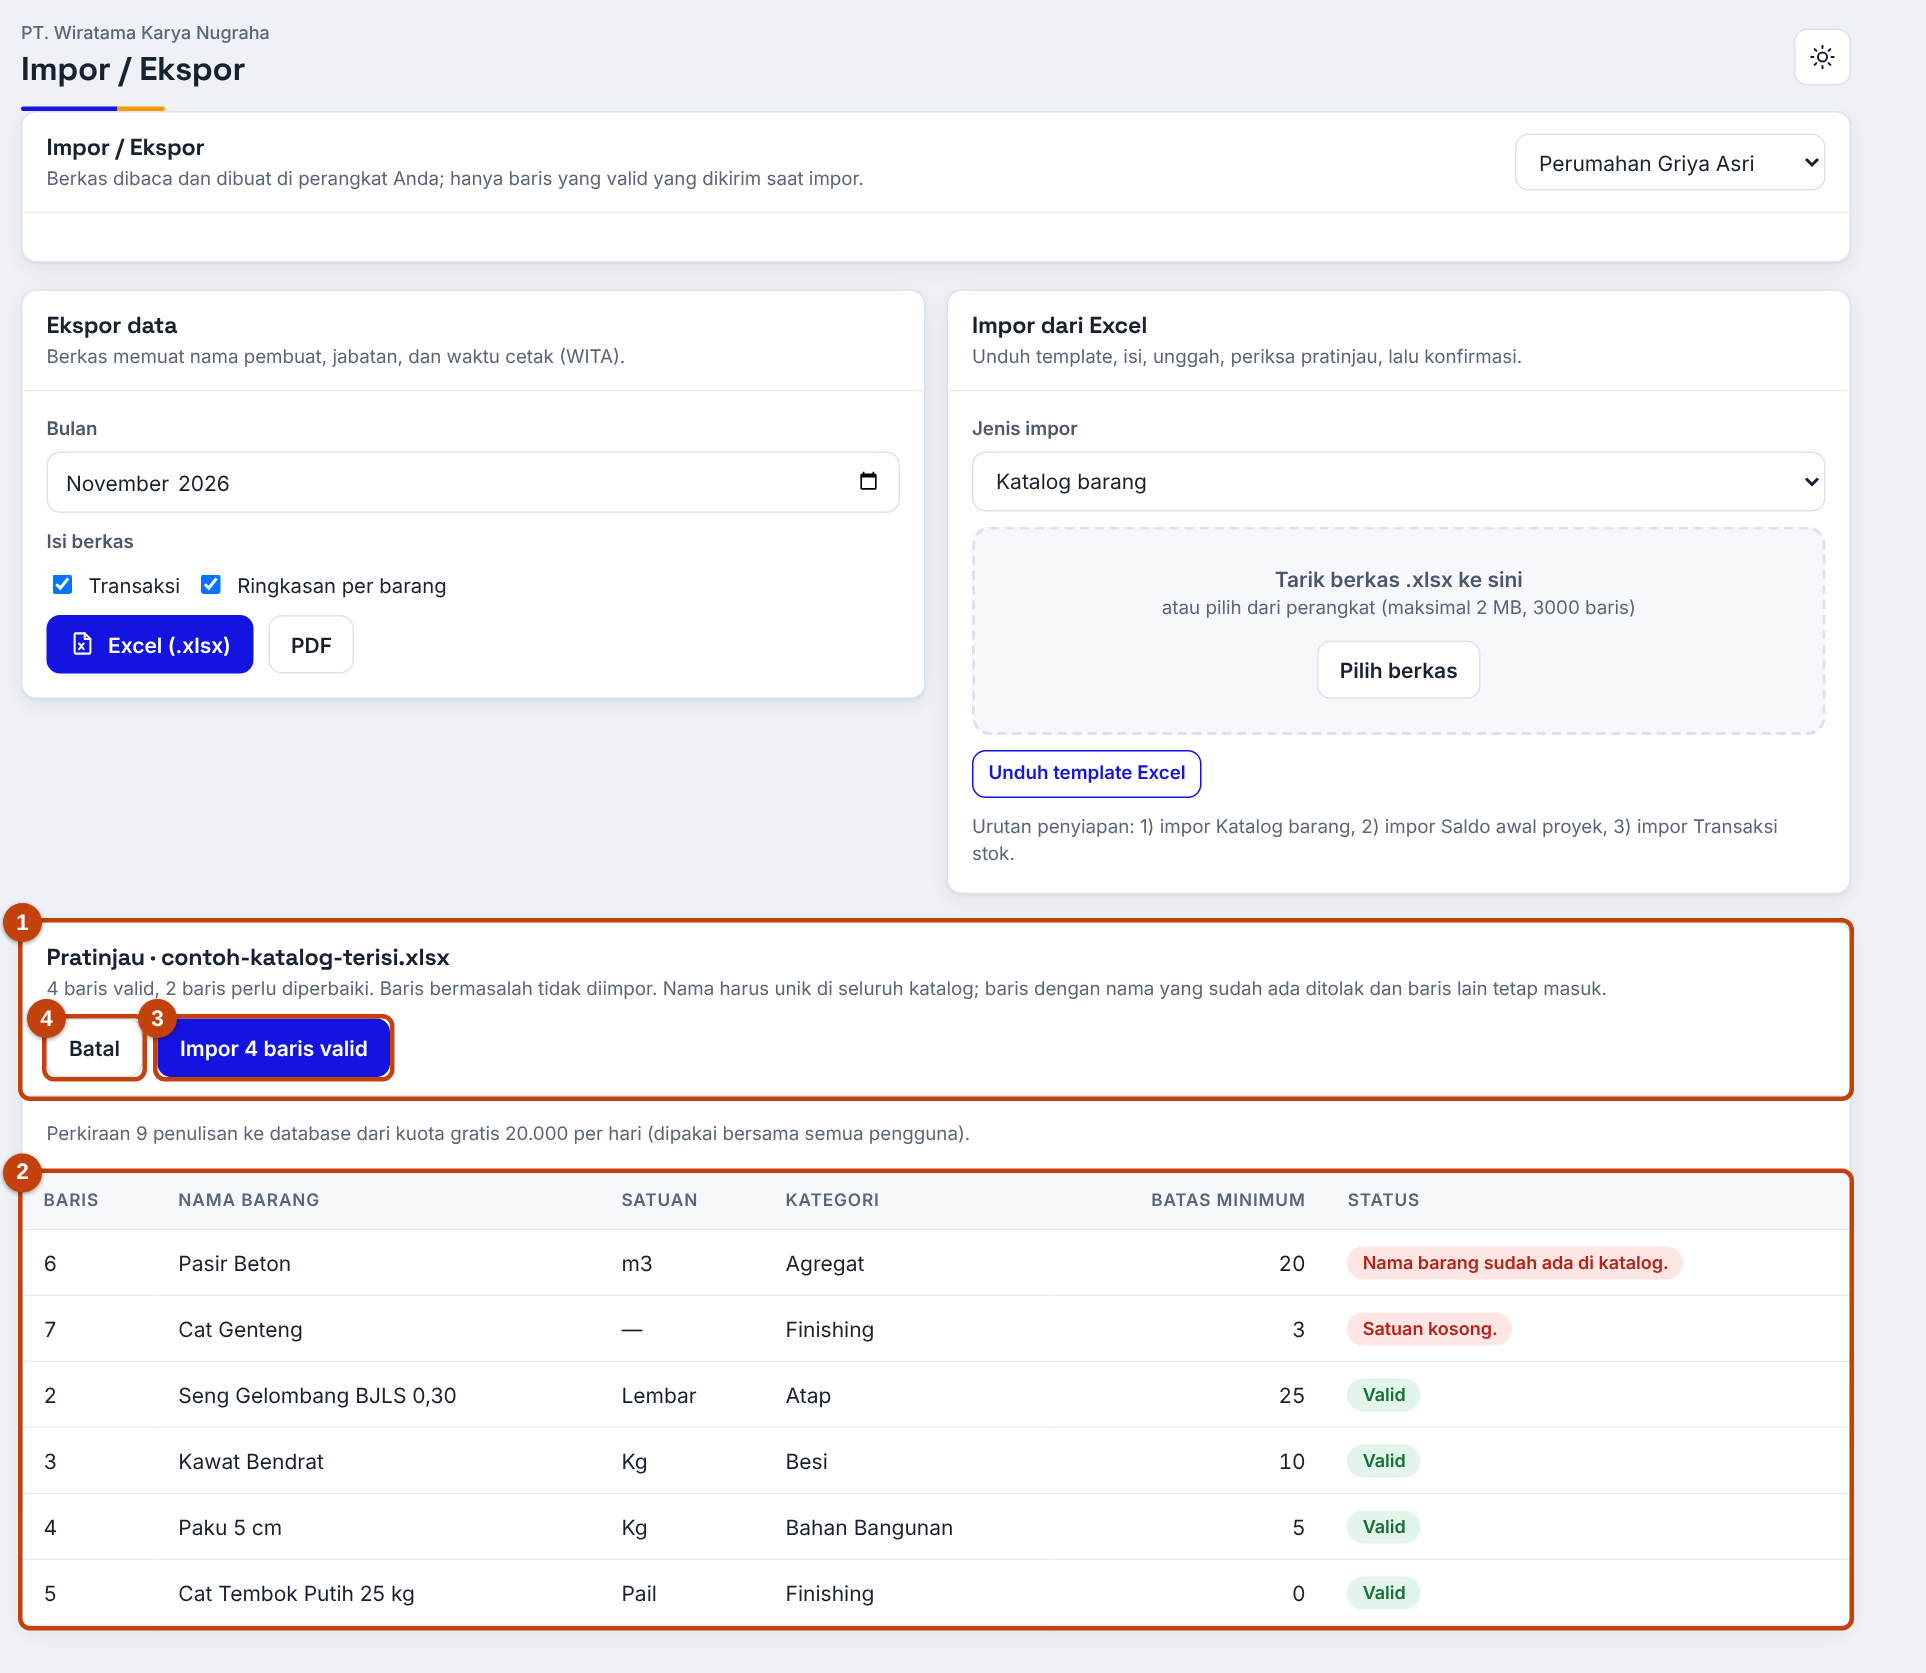 PT. Wiratama Karya Nugraha
Impor / Ekspor
Impor / Ekspor
Berkas dibaca dan dibuat di perangkat Anda; hanya baris yang valid yang dikirim saat impor.
Perumahan Griya Asri
Ekspor data
Berkas memuat nama pembuat, jabatan, dan waktu cetak (WITA).
Bulan
November 2026
Isi berkas
Transaksi
Ringkasan per barang
Excel (.xlsx)
PDF
Impor dari Excel
Unduh template, isi, unggah, periksa pratinjau, lalu konfirmasi.
Jenis impor
Katalog barang
Tarik berkas .xlsx ke sini
atau pilih dari perangkat (maksimal 2 MB, 3000 baris)
Pilih berkas
Unduh template Excel
Urutan penyiapan: 1) impor Katalog barang, 2) impor Saldo awal proyek, 3) impor Transaksi
stok.
1
Pratinjau · contoh-katalog-terisi.xlsx
4 baris valid, 2 baris perlu diperbaiki. Baris bermasalah tidak diimpor. Nama harus unik di seluruh katalog; baris dengan nama yang sudah ada ditolak dan baris lain tetap masuk.
4
Batal
3
Impor 4 baris valid
Perkiraan 9 penulisan ke database dari kuota gratis 20.000 per hari (dipakai bersama semua pengguna).
2
BARIS NAMA BARANG SATUAN KATEGORI BATAS MINIMUM STATUS
6 Pasir Beton m3 Agregat 20 Nama barang sudah ada di katalog.
7 Cat Genteng — Finishing 3 Satuan kosong.
2 Seng Gelombang BJLS 0,30 Lembar Atap 25 Valid
3 Kawat Bendrat Kg Besi 10 Valid
4 Paku 5 cm Kg Bahan Bangunan 5 Valid
5 Cat Tembok Putih 25 kg Pail Finishing 0 Valid